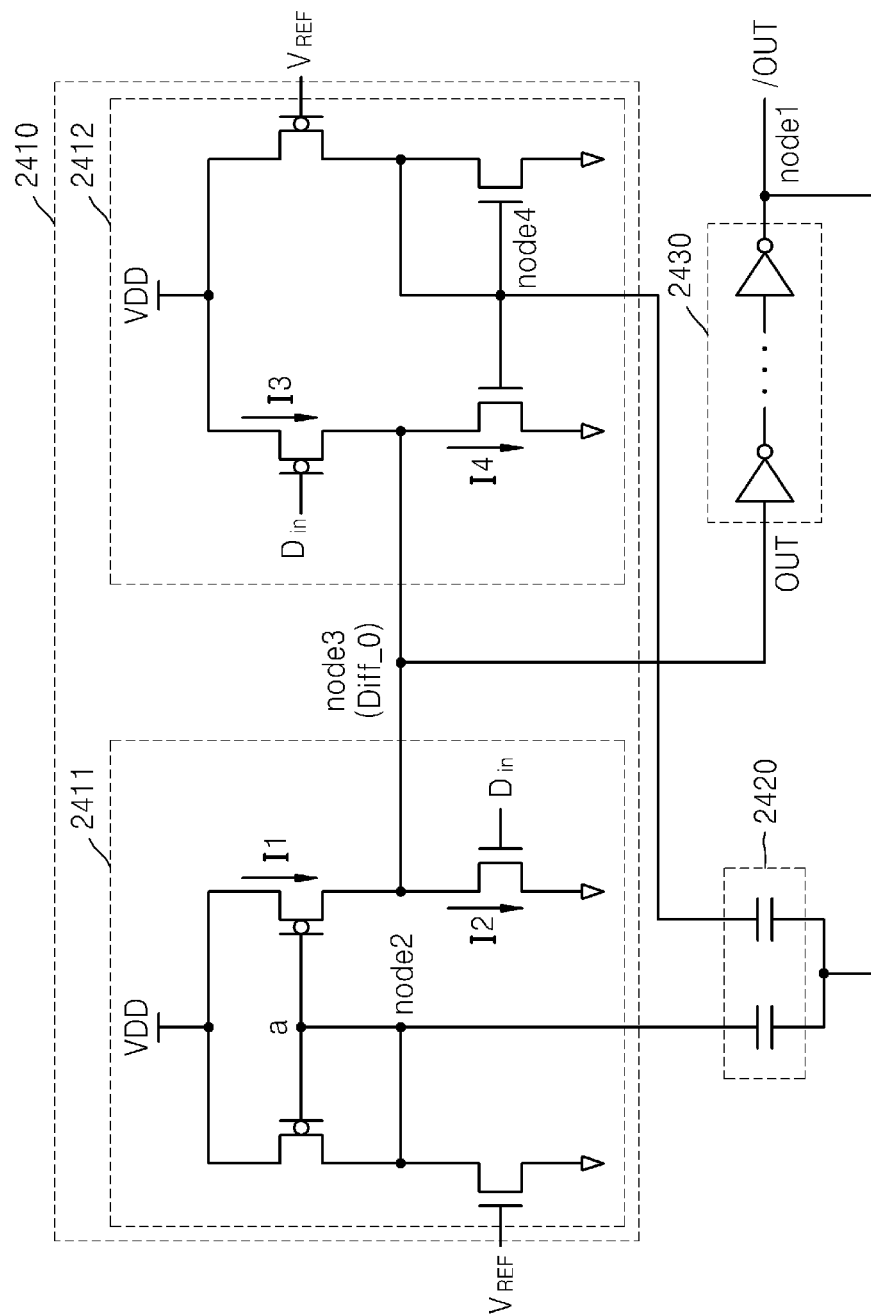 2410
2411
2412
VDD
VDD
a
I1
I3
VREF
Din
node2
node3
(Diff_0)
I2
Din
I4
node4
VREF
2420
2430
OUT
node1
/OUT